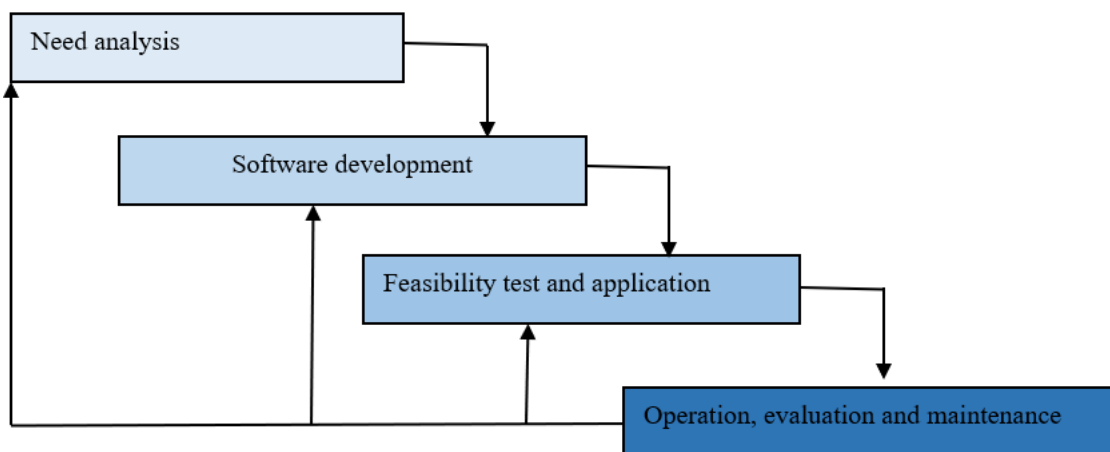 Need analysis
Software development
Feasibility test and application
Operation, evaluation and maintenance